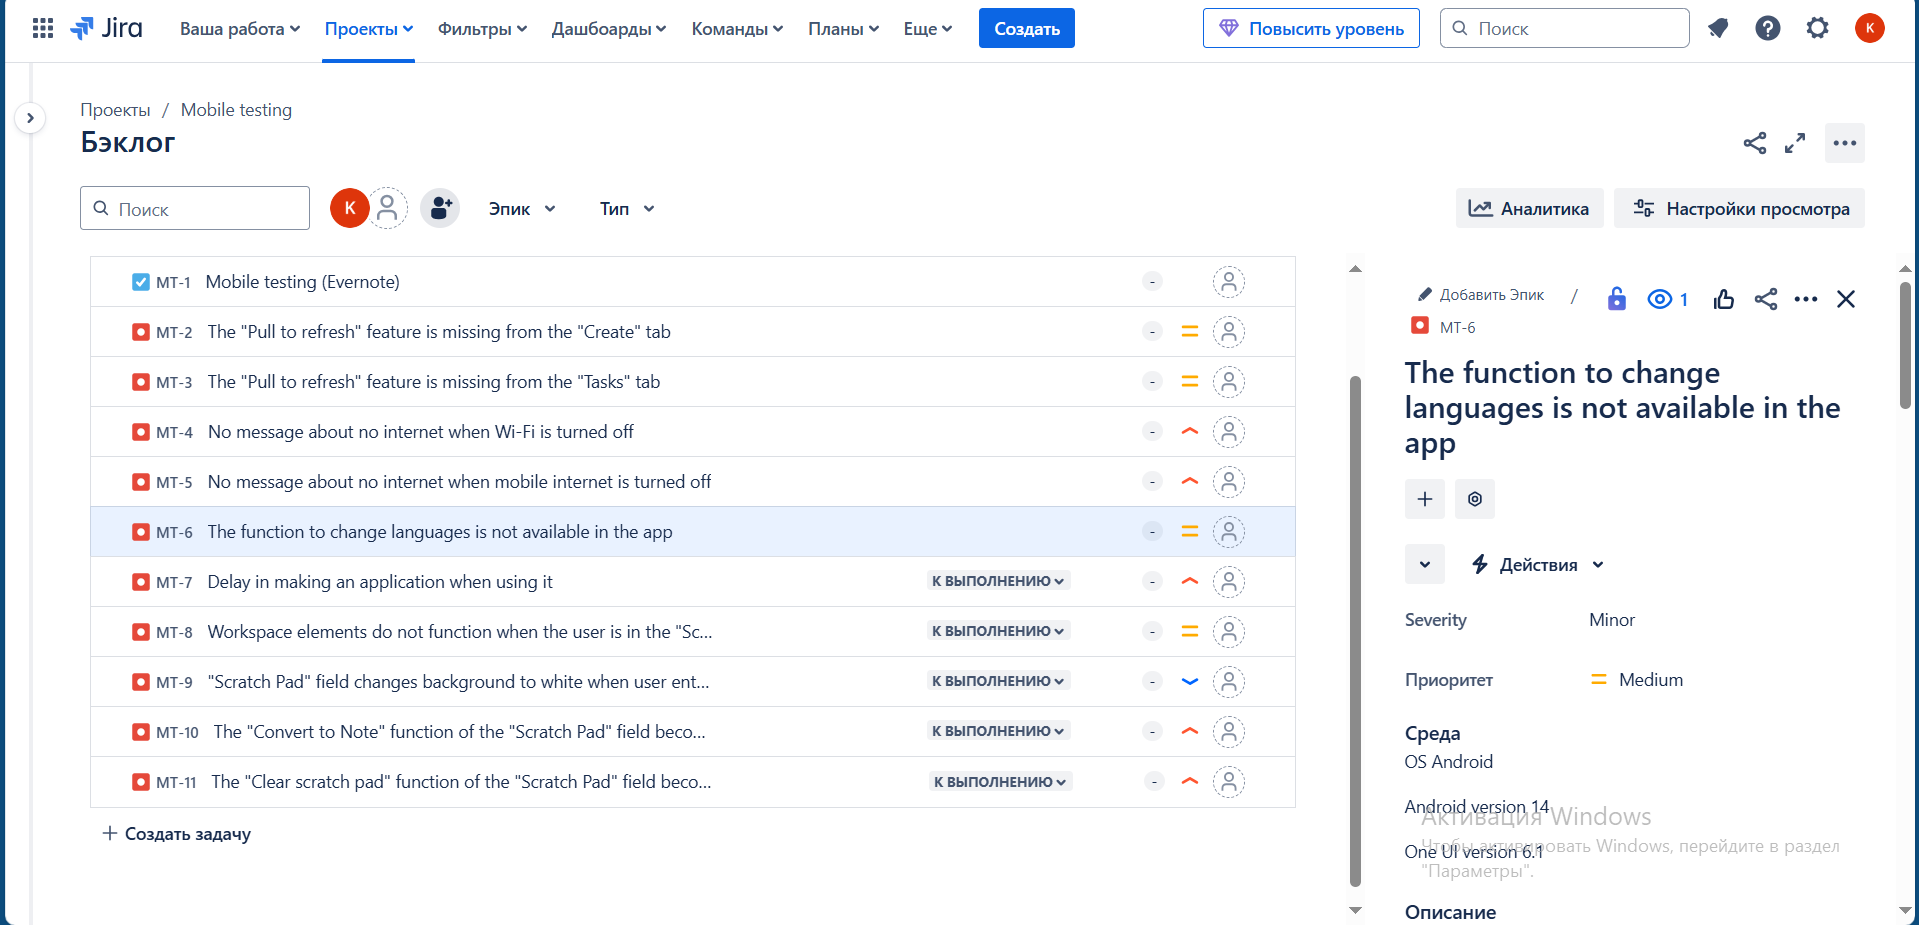 Jira
Ваша работа
Проекты
Фильтры
Дашборды
Команды
Планы
Еще
Создать
Повысить уровень
Поиск
K
Проекты / Mobile testing
Бэклог
Поиск
K
Эпик
Тип
Аналитика
Настройки просмотра
MT-1 Mobile testing (Evernote) -
MT-2 The "Pull to refresh" feature is missing from the "Create" tab -
MT-3 The "Pull to refresh" feature is missing from the "Tasks" tab -
MT-4 No message about no internet when Wi-Fi is turned off -
MT-5 No message about no internet when mobile internet is turned off -
MT-6 The function to change languages is not available in the app -
MT-7 Delay in making an application when using it К ВЫПОЛНЕНИЮ -
MT-8 Workspace elements do not function when the user is in the "Sc... К ВЫПОЛНЕНИЮ -
MT-9 "Scratch Pad" field changes background to white when user ent... К ВЫПОЛНЕНИЮ -
MT-10 The "Convert to Note" function of the "Scratch Pad" field beco... К ВЫПОЛНЕНИЮ -
MT-11 The "Clear scratch pad" function of the "Scratch Pad" field beco... К ВЫПОЛНЕНИЮ -
+ Создать задачу
Добавить Эпик /
1
MT-6
The function to change
languages is not available in the
app
Действия
Severity Minor
Приоритет Medium
Среда
OS Android
Android version 14
One UI version 6.1
Активация Windows
Чтобы активировать Windows, перейдите в раздел
"Параметры".
Описание